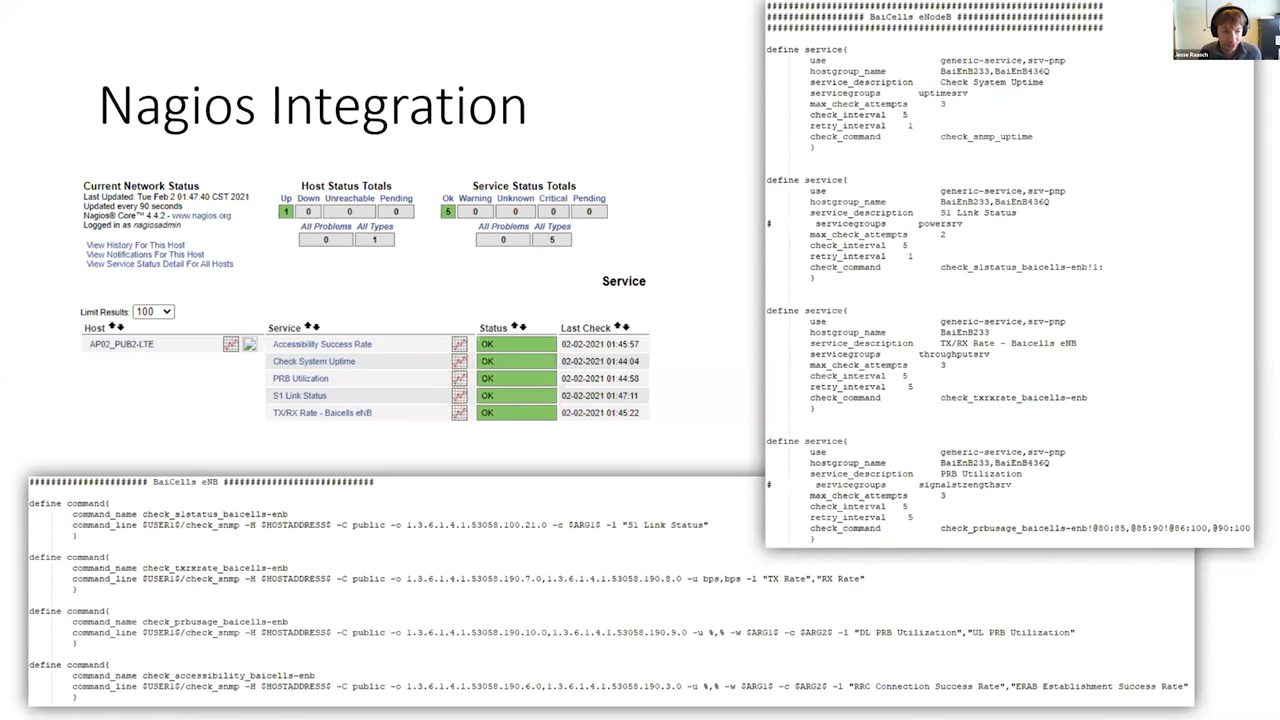 Nagios Integration
Current Network Status
Last Updated: Tue Feb 2 01:47:40 CST 2021
Updated every 90 seconds
Nagios® Core™ 4.4.2 - www.nagios.org
Logged in as nagiosadmin
View History For This Host
View Notifications For This Host
View Service Status Detail For All Hosts
Host Status Totals
Up Down Unreachable Pending
1 0 0 0
All Problems All Types
0 1
Service Status Totals
Ok Warning Unknown Critical Pending
5 0 0 0 0
All Problems All Types
0 5
Service
Limit Results: 100
Host Service Status Last Check
AP02_PUB2-LTE Accessibility Success Rate OK 02-02-2021 01:45:57
Check System Uptime OK 02-02-2021 01:44:04
PRB Utilization OK 02-02-2021 01:44:58
S1 Link Status OK 02-02-2021 01:47:11
TX/RX Rate - Baicells eNB OK 02-02-2021 01:45:22
################# BaiCells eNodeB ##################
define service{
use generic-service,srv-pnp
hostgroup_name BaiEnB233,BaiEnB436Q
service_description Check System Uptime
servicegroups uptimesrv
max_check_attempts 3
check_interval 5
retry_interval 1
check_command check_snmp_uptime
}
define service{
use generic-service,srv-pnp
hostgroup_name BaiEnB233,BaiEnB436Q
service_description S1 Link Status
# servicegroups powersrv
max_check_attempts 2
check_interval 5
retry_interval 1
check_command check_s1status_baicells-enb!1:
}
define service{
use generic-service,srv-pnp
hostgroup_name BaiEnB233
service_description TX/RX Rate - Baicells eNB
servicegroups throughputsrv
max_check_attempts 3
check_interval 5
retry_interval 5
check_command check_txrxrate_baicells-enb
}
define service{
use generic-service,srv-pnp
hostgroup_name BaiEnB233,BaiEnB436Q
service_description PRB Utilization
# servicegroups signalstrengthsrv
max_check_attempts 3
check_interval 5
retry_interval 5
check_command check_prbusage_baicells-enb!@80:85,@85:90!@86:100,@90:100
}
###################### BaiCells eNB ############################
define command{
command_name check_s1status_baicells-enb
command_line $USER1$/check_snmp -H $HOSTADDRESS$ -C public -o 1.3.6.1.4.1.53058.100.21.0 -c $ARG1$ -l "S1 Link Status"
}
define command{
command_name check_txrxrate_baicells-enb
command_line $USER1$/check_snmp -H $HOSTADDRESS$ -C public -o 1.3.6.1.4.1.53058.190.7.0,1.3.6.1.4.1.53058.190.8.0 -u bps,bps -l "TX Rate","RX Rate"
}
define command{
command_name check_prbusage_baicells-enb
command_line $USER1$/check_snmp -H $HOSTADDRESS$ -C public -o 1.3.6.1.4.1.53058.190.10.0,1.3.6.1.4.1.53058.190.9.0 -u %,% -w $ARG1$ -c $ARG2$ -l "DL PRB Utilization","UL PRB Utilization"
}
define command{
command_name check_accessibility_baicells-enb
command_line $USER1$/check_snmp -H $HOSTADDRESS$ -C public -o 1.3.6.1.4.1.53058.190.6.0,1.3.6.1.4.1.53058.190.3.0 -u %,% -w $ARG1$ -c $ARG2$ -l "RRC Connection Success Rate","ERAB Establishment Success Rate"
}
Jesse Raasch